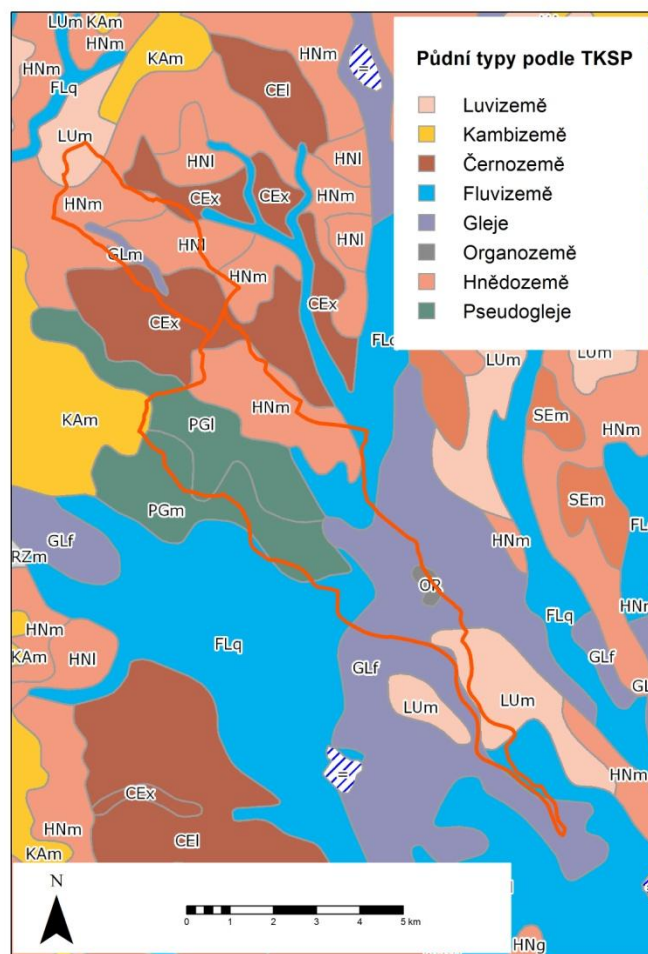 LUm KAm
HNm
HNm
FLq
KAm
CEl
HNm
LUm
HNl
HNl
HNm
CEx
CEx
HNm
HNl
GLm
HNl
HNm
CEx
CEx
KAm
HNm
PGl
PGm
GLf
RZm
HNm
KAm
HNl
FLq
OR
GLf
LUm
LUm
LUm
LUm
SEm
HNm
SEm
HNm
FLq
GLf
HNm
CEx
CEl
HNm
KAm
HNg
Půdní typy podle TKSP
Luvizemě
Kambizemě
Černozemě
Fluvizemě
Gleje
Organozemě
Hnědozemě
Pseudogleje
N
0 1 2 3 4 5 km